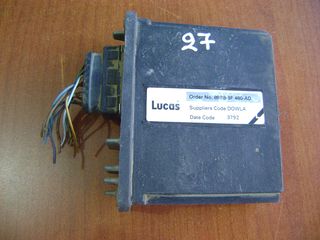 27
Lucas
Order No:
Suppliers Code DOWLA
Date Code 3792